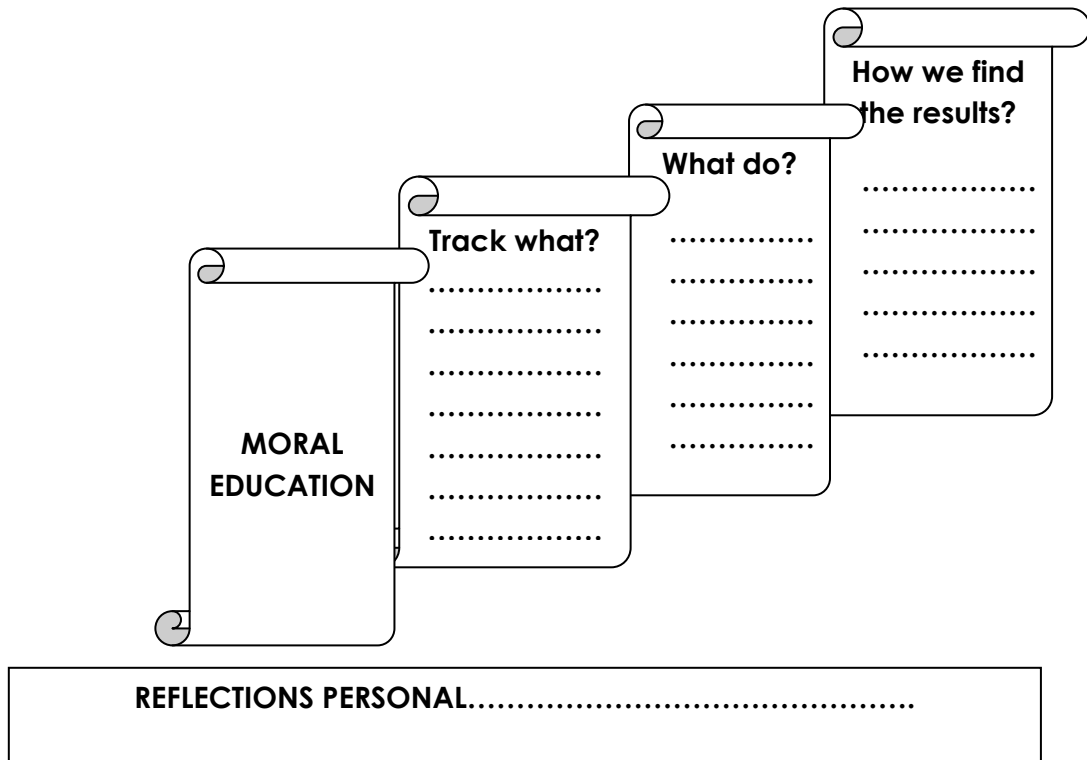 MORAL
EDUCATION
Track what?
………………
………………
………………
………………
………………
………………
………………
What do?
……………
……………
……………
……………
……………
……………
How we find
the results?
………………
………………
………………
………………
………………
REFLECTIONS PERSONAL…………………………………………